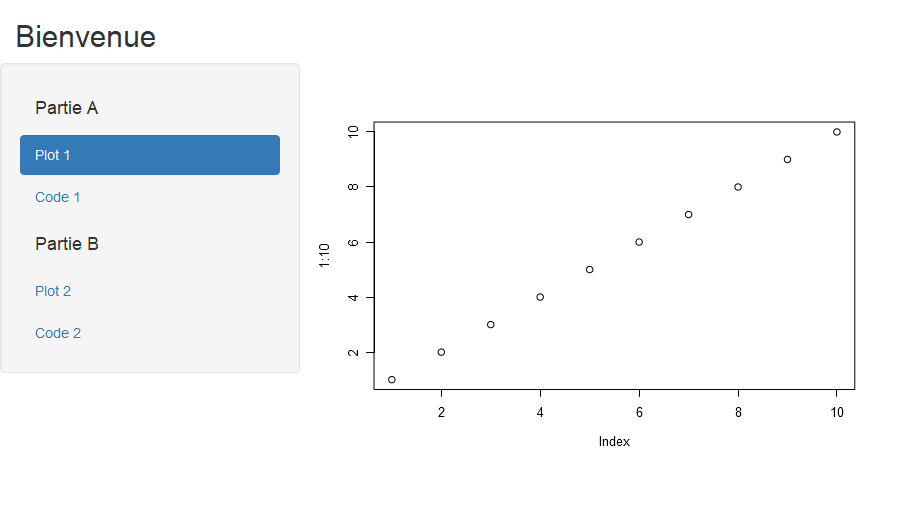 Bienvenue
Partie A
Plot 1
Code 1
Partie B
Plot 2
Code 2
1:10
10
8
6
4
2
2 4 6 8 10
Index